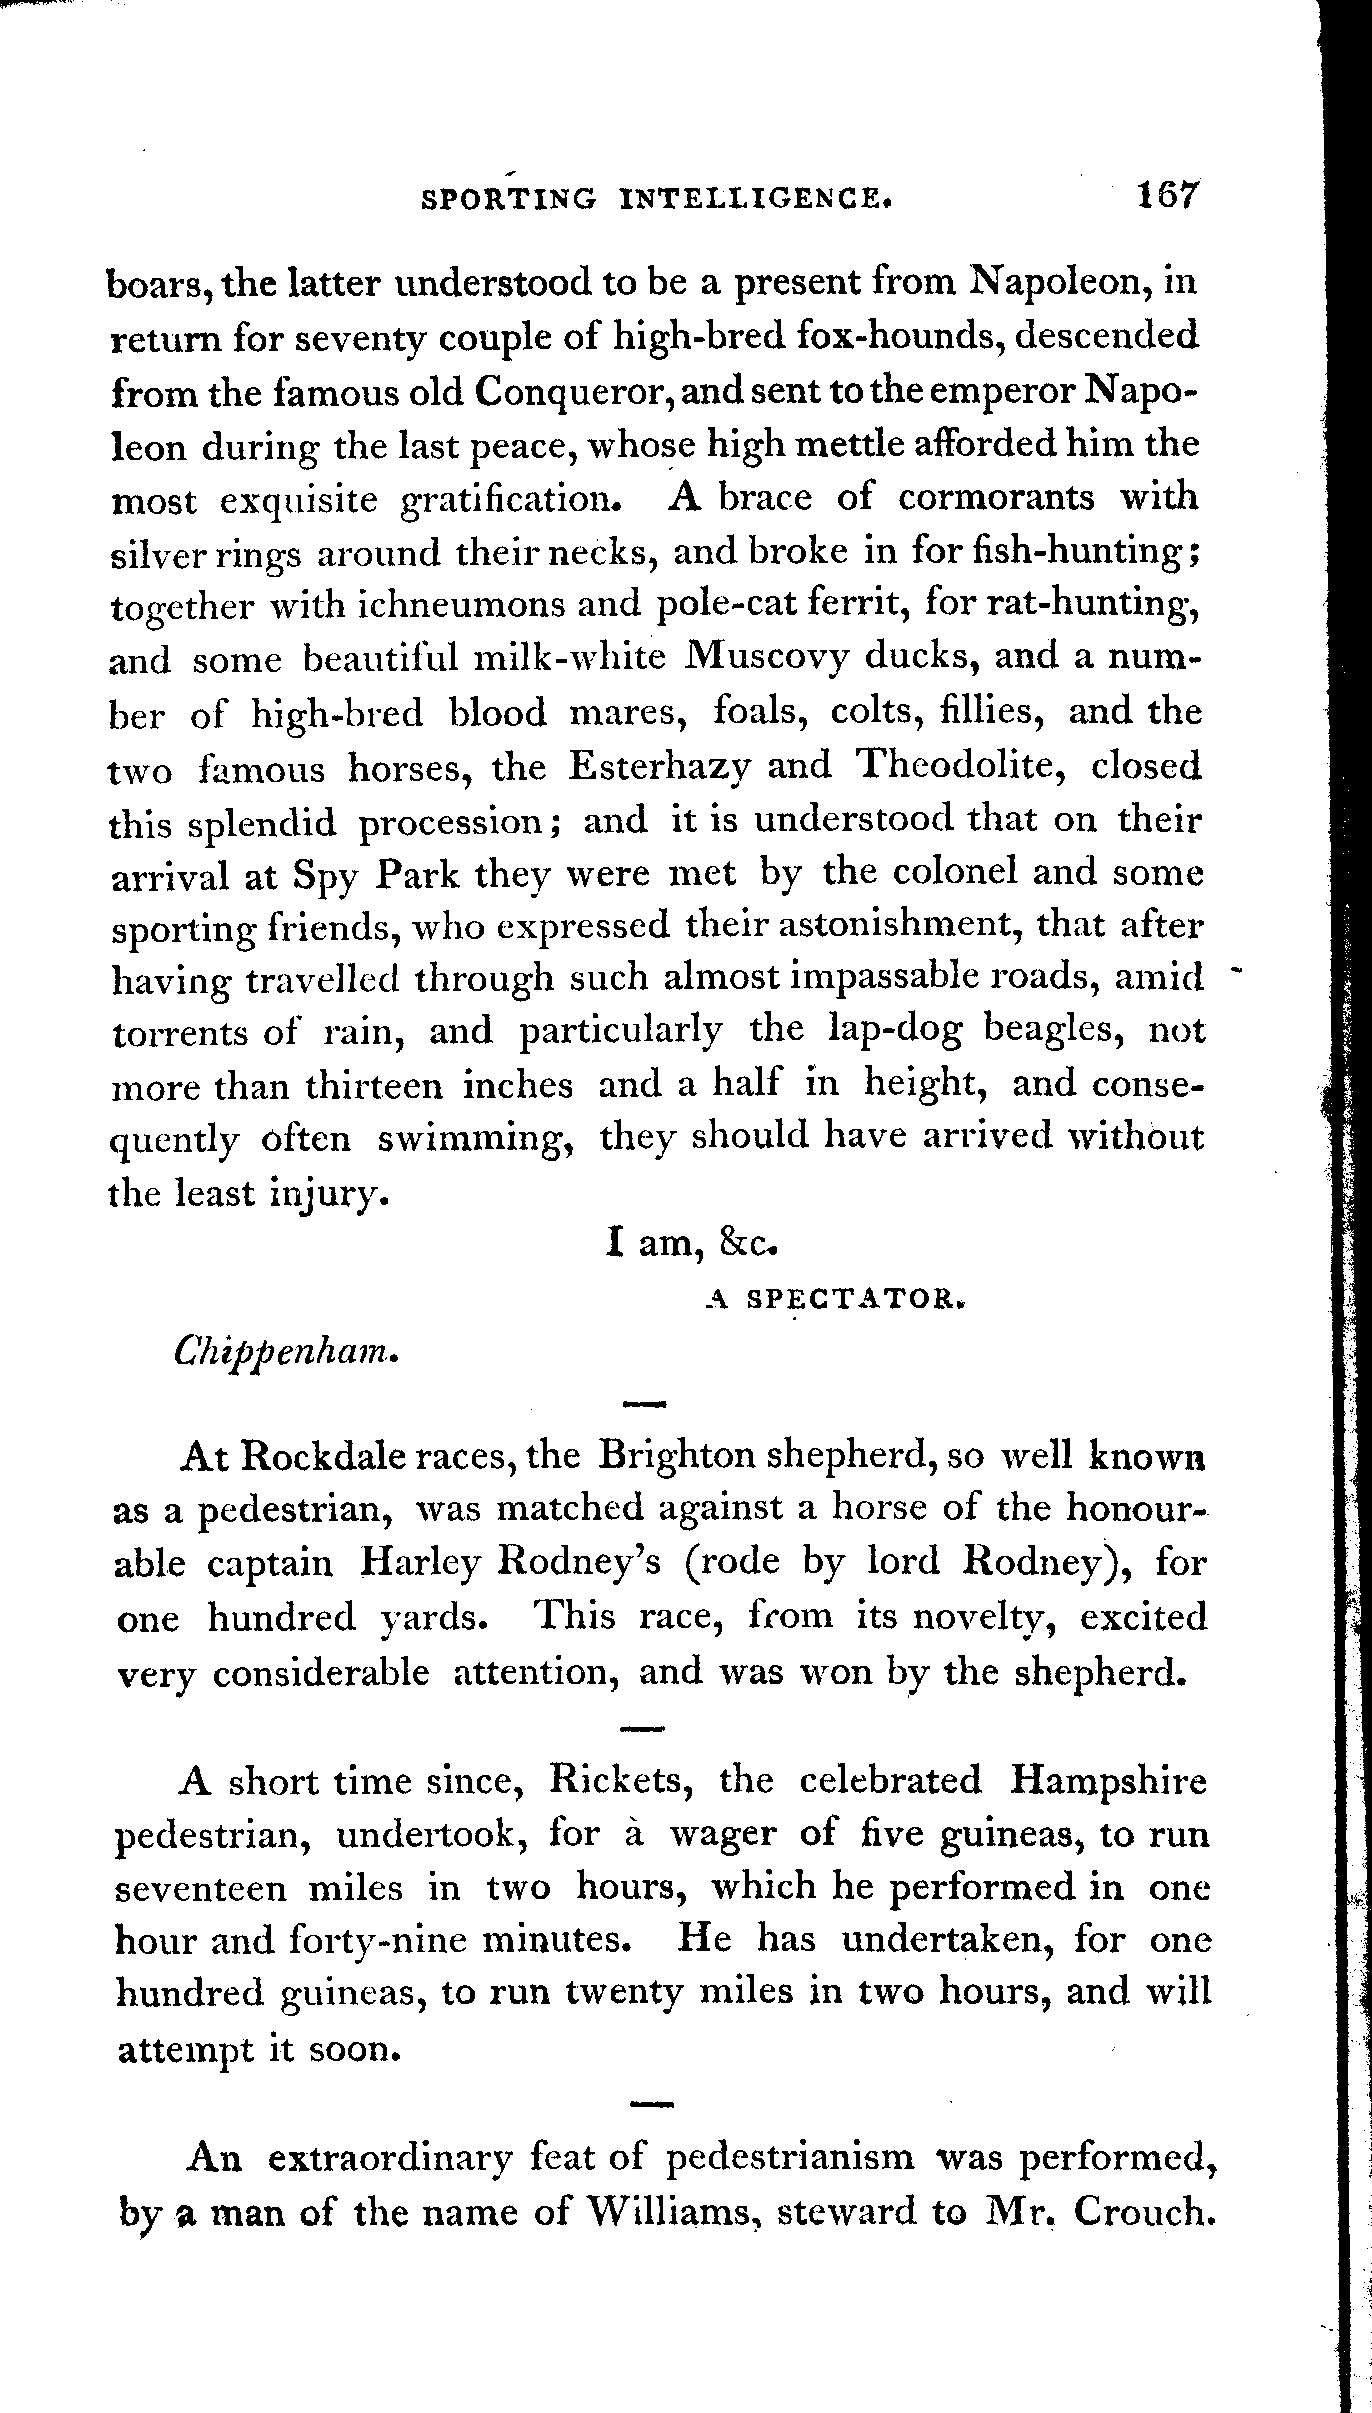 SPORTING INTELLIGENCE. 167
boars, the latter understood to be a present from Napoleon, in
return for seventy couple of high-bred fox-hounds, descended
from the famous old Conqueror, and sent to the emperor Napo-
leon during the last peace, whose high mettle afforded him the
most exquisite gratification. A brace of cormorants with
silver rings around their necks, and broke in for fish-hunting;
together with ichneumons and pole-cat ferrit, for rat-hunting,
and some beautiful milk-white Muscovy ducks, and a num-
ber of high-bred blood mares, foals, colts, fillies, and the
two famous horses, the Esterhazy and Theodolite, closed
this splendid procession; and it is understood that on their
arrival at Spy Park they were met by the colonel and some
sporting friends, who expressed their astonishment, that after
having travelled through such almost impassable roads, amid
torrents of rain, and particularly the lap-dog beagles, not
more than thirteen inches and a half in height, and conse-
quently often swimming, they should have arrived without
the least injury.
I am, &c.
A SPECTATOR.
Chippenham.
At Rockdale races, the Brighton shepherd, so well known
as a pedestrian, was matched against a horse of the honour-
able captain Harley Rodney's (rode by lord Rodney), for
one hundred yards. This race, from its novelty, excited
very considerable attention, and was won by the shepherd.
A short time since, Rickets, the celebrated Hampshire
pedestrian, undertook, for a wager of five guineas, to run
seventeen miles in two hours, which he performed in one
hour and forty-nine minutes. He has undertaken, for one
hundred guineas, to run twenty miles in two hours, and will
attempt it soon.
An extraordinary feat of pedestrianism was performed,
by a man of the name of Williams, steward to Mr. Crouch.